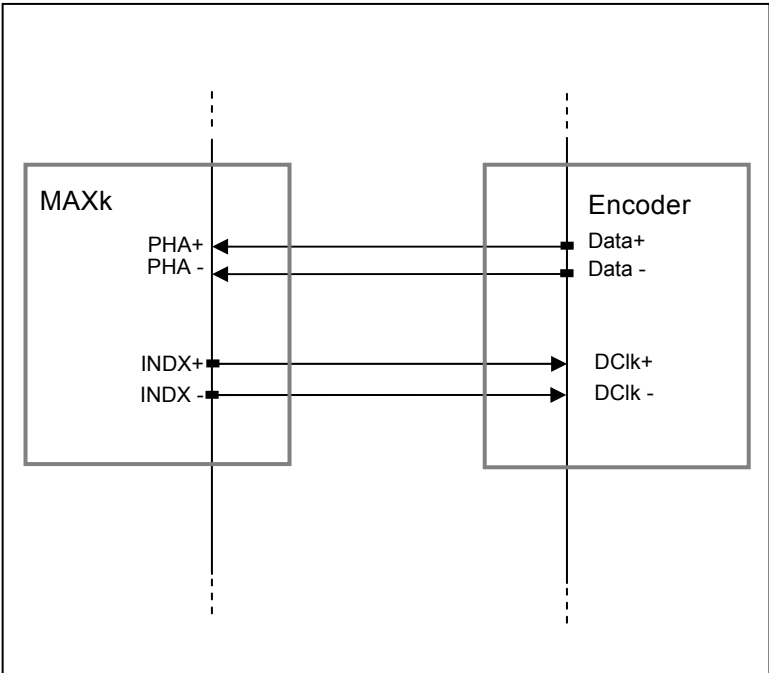 MAXk
Encoder
PHA+
Data+
PHA -
Data -
INDX+
DClk+
INDX -
DClk -